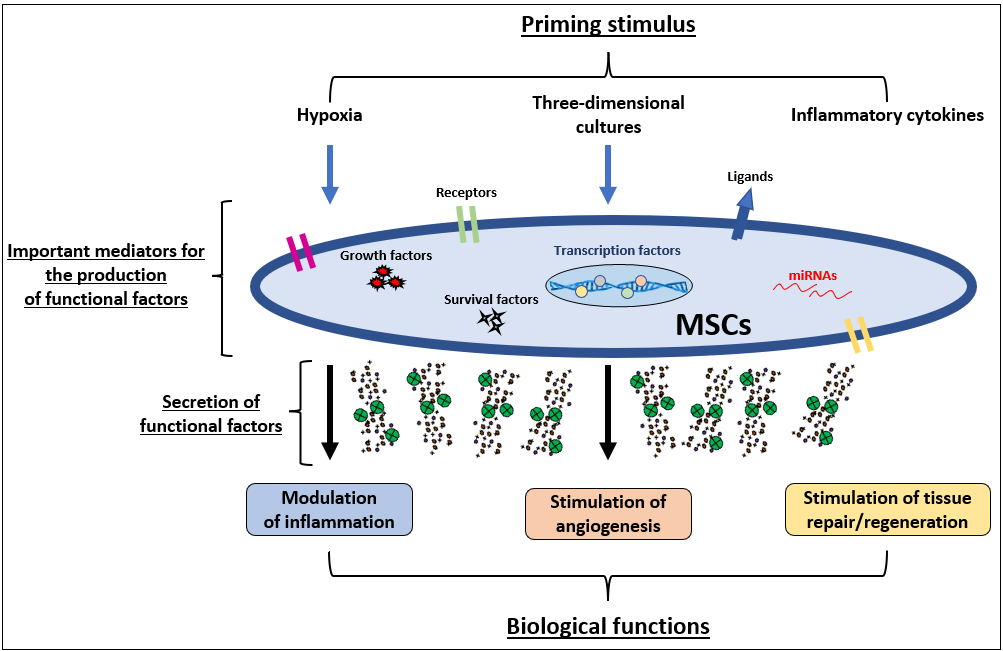 Priming stimulus
Hypoxia
Three-dimensional
cultures
Inflammatory cytokines
Ligands
Receptors
Important mediators for
the production
of functional factors
Growth factors
Transcription factors
miRNAs
Survival factors
MSCs
Secretion of
functional factors
Modulation
of inflammation
Stimulation of
angiogenesis
Stimulation of tissue
repair/regeneration
Biological functions